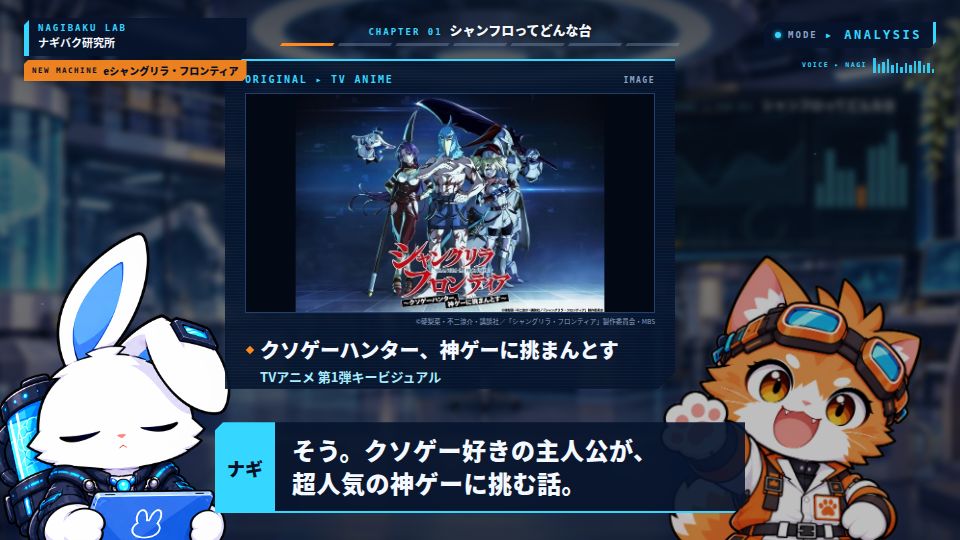 NAGIBAKU LAB
ナギバク研究所
NEW MACHINE eシャングリラ・フロンティア
CHAPTER 01 シャンフロってどんな台
MODE ▸ ANALYSIS
VOICE ▸ NAGI
ORIGINAL ▸ TV ANIME
IMAGE
シャングリラ
フロンティア
〜クソゲーハンター、
神ゲーに挑まんとす〜
©硬梨菜・不二涼介・講談社／「シャングリラ・フロンティア」製作委員会・MBS
クソゲーハンター、神ゲーに挑まんとす
TVアニメ 第1弾キービジュアル
ナギ
そう。クソゲー好きの主人公が、
超人気の神ゲーに挑む話。